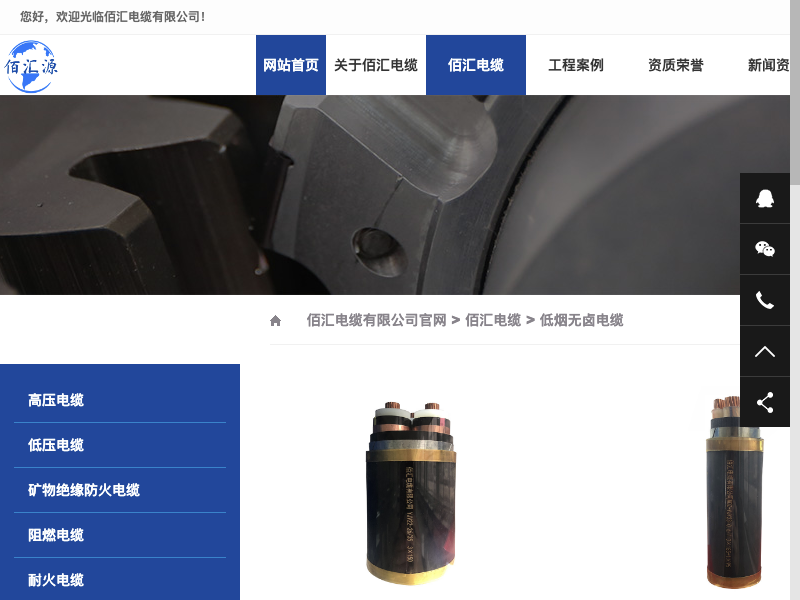 您好，欢迎光临佰汇电缆有限公司！
佰汇源
网站首页 关于佰汇电缆 佰汇电缆 工程案例 资质荣誉 新闻资
佰汇电缆有限公司官网 > 佰汇电缆 > 低烟无卤电缆
高压电缆
低压电缆
矿物绝缘防火电缆
阻燃电缆
耐火电缆